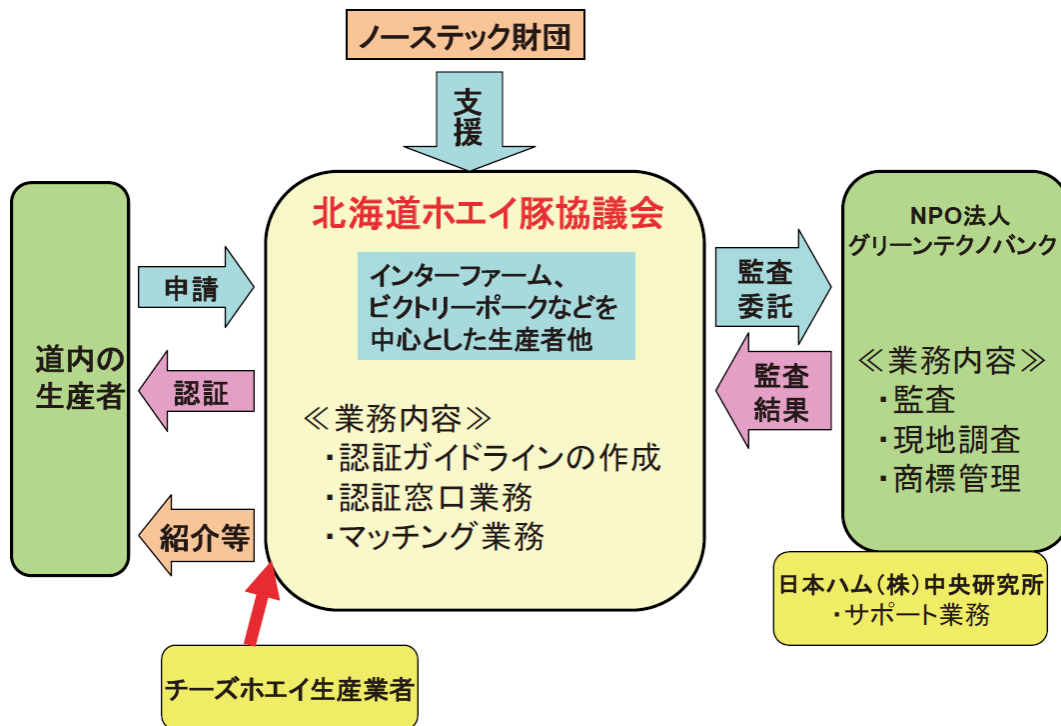 ノーステック財団
支援
北海道ホエイ豚協議会
インターファーム、
ビクトリーポークなどを
中心とした生産者他
≪業務内容≫
・認証ガイドラインの作成
・認証窓口業務
・マッチング業務
道内の
生産者
申請
認証
紹介等
チーズホエイ生産業者
監査
委託
監査
結果
NPO法人
グリーンテクノバンク
≪業務内容≫
・監査
・現地調査
・商標管理
日本ハム(株)中央研究所
・サポート業務